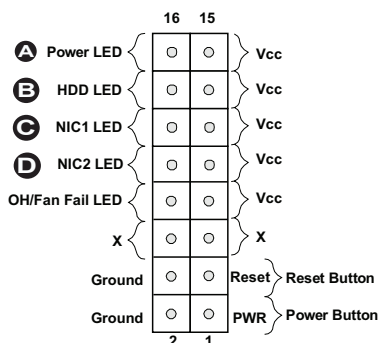 16 15
A Power LED Vcc
B HDD LED Vcc
C NIC1 LED Vcc
D NIC2 LED Vcc
OH/Fan Fail LED Vcc
X X
Ground Reset Reset Button
Ground PWR Power Button
2 1